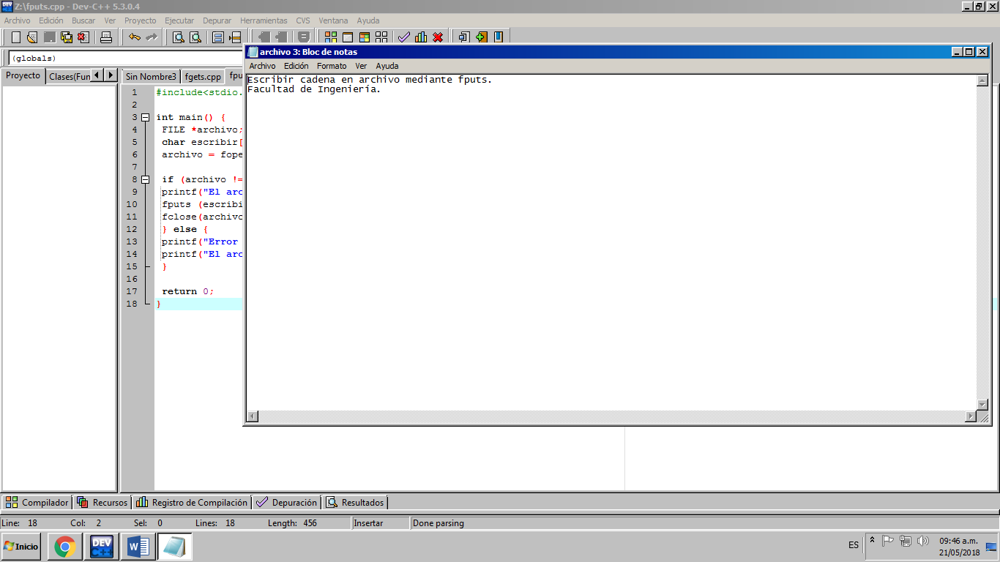 Z:\fputs.cpp - Dev-C++ 5.3.0.4
Archivo Edición Buscar Ver Proyecto Ejecutar Depurar Herramientas CVS Ventana Ayuda
(globals)
archivo 3: Bloc de notas
Archivo Edición Formato Ver Ayuda
Escribir cadena en archivo mediante fputs.
Facultad de Ingeniería.
Proyecto Clases(Fun
Sin Nombre3 fgets.cpp fpu
1 #include<stdio.
2
3 int main() {
4 FILE *archivo;
5 char escribir[
6 archivo = fope
7
8 if (archivo !=
9 printf("El arc
10 fputs (escribi
11 fclose(archivo
12 } else {
13 printf("Error
14 printf("El arc
15 }
16
17 return 0;
18 }
Compilador Recursos Registro de Compilación Depuración Resultados
Line: 18 Col: 2 Sel: 0 Lines: 18 Length: 456 Insertar Done parsing
Inicio DEV C++ W ES 09:46 a.m.
21/05/2018